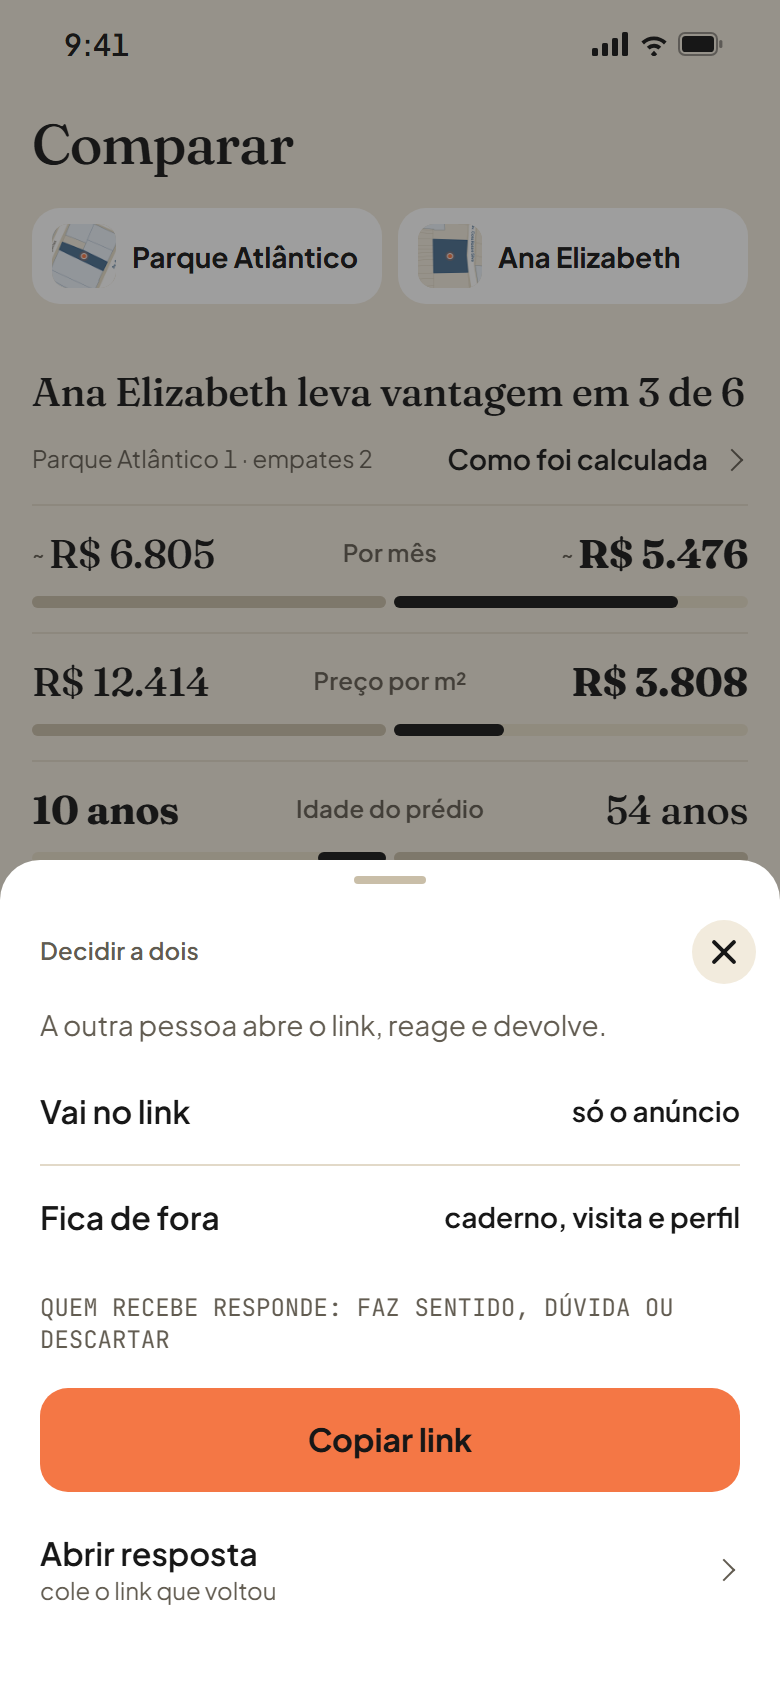 9:41
Comparar
Parque Atlântico
Ana Elizabeth
Ana Elizabeth leva vantagem em 3 de 6
Parque Atlântico 1 · empates 2
Como foi calculada
~ R$ 6.805
Por mês
~ R$ 5.476
R$ 12.414
Preço por m²
R$ 3.808
10 anos
Idade do prédio
54 anos
Decidir a dois
A outra pessoa abre o link, reage e devolve.
Vai no link
só o anúncio
Fica de fora
caderno, visita e perfil
QUEM RECEBE RESPONDE: FAZ SENTIDO, DÚVIDA OU
DESCARTAR
Copiar link
Abrir resposta
cole o link que voltou